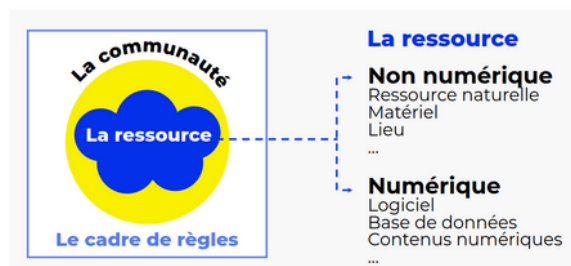 La communauté
La ressource
Le cadre de règles
La ressource
Non numérique
Ressource naturelle
Matériel
Lieu
...
Numérique
Logiciel
Base de données
Contenus numériques
...